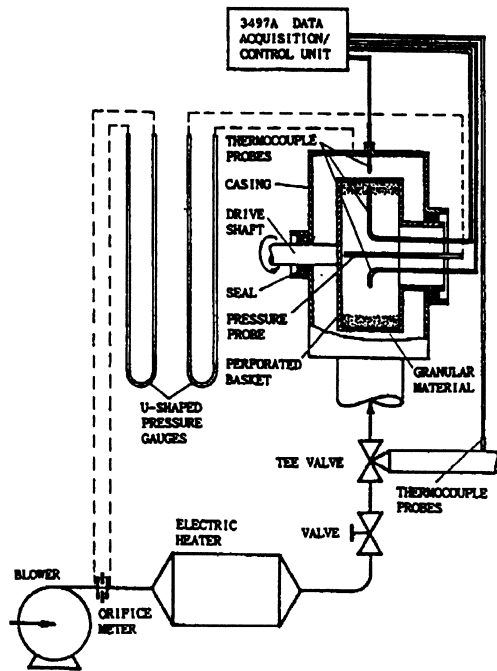 3497A DATA
ACQUISITION/
CONTROL UNIT
THERMOCOUPLE
PROBES
CASING
DRIVE
SHAFT
SEAL
PRESSURE
PROBE
PERFORATED
BASKET
GRANULAR
MATERIAL
U-SHAPED
PRESSURE
GAUGES
TEE VALVE
THERMOCOUPLE
PROBES
ELECTRIC
HEATER
VALVE
BLOWER
ORIFICE
METER